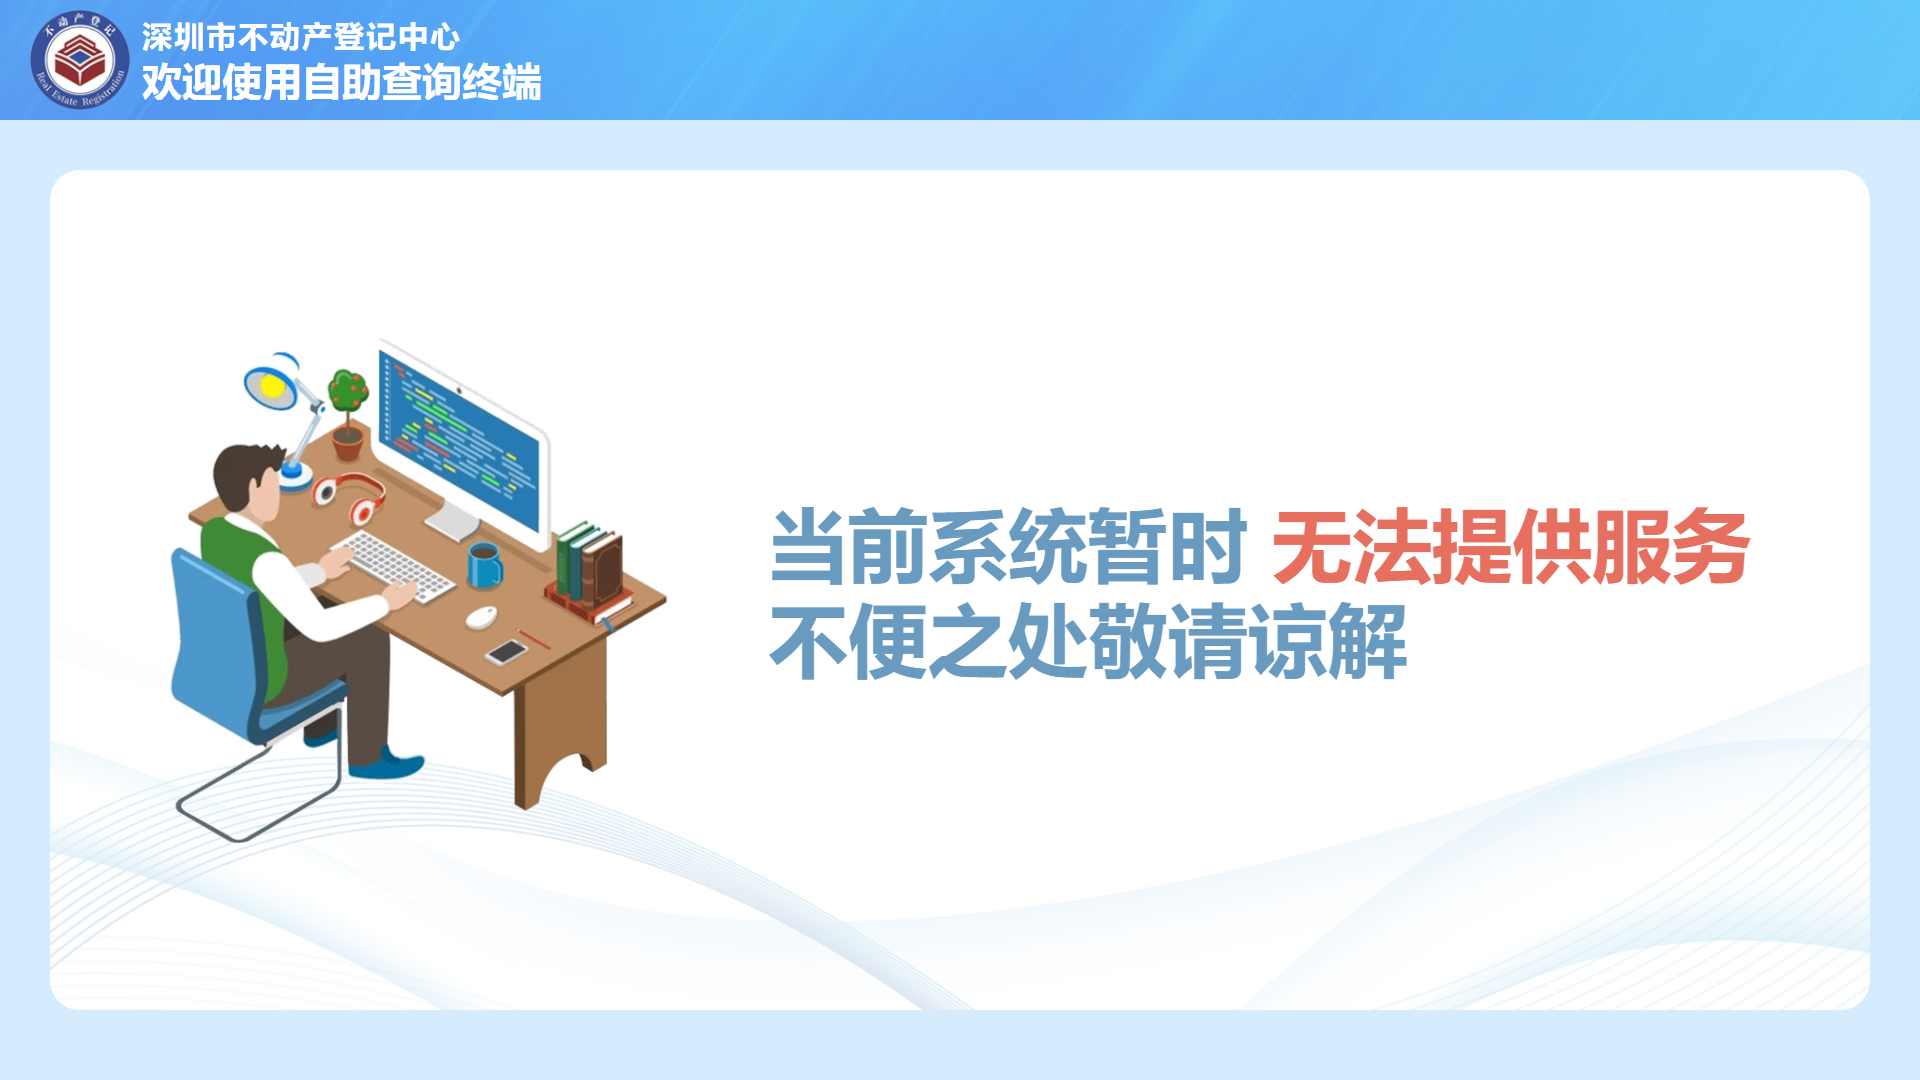 不动产登记
Real Estate Registration
深圳市不动产登记中心
欢迎使用自助查询终端
当前系统暂时 无法提供服务
不便之处敬请谅解